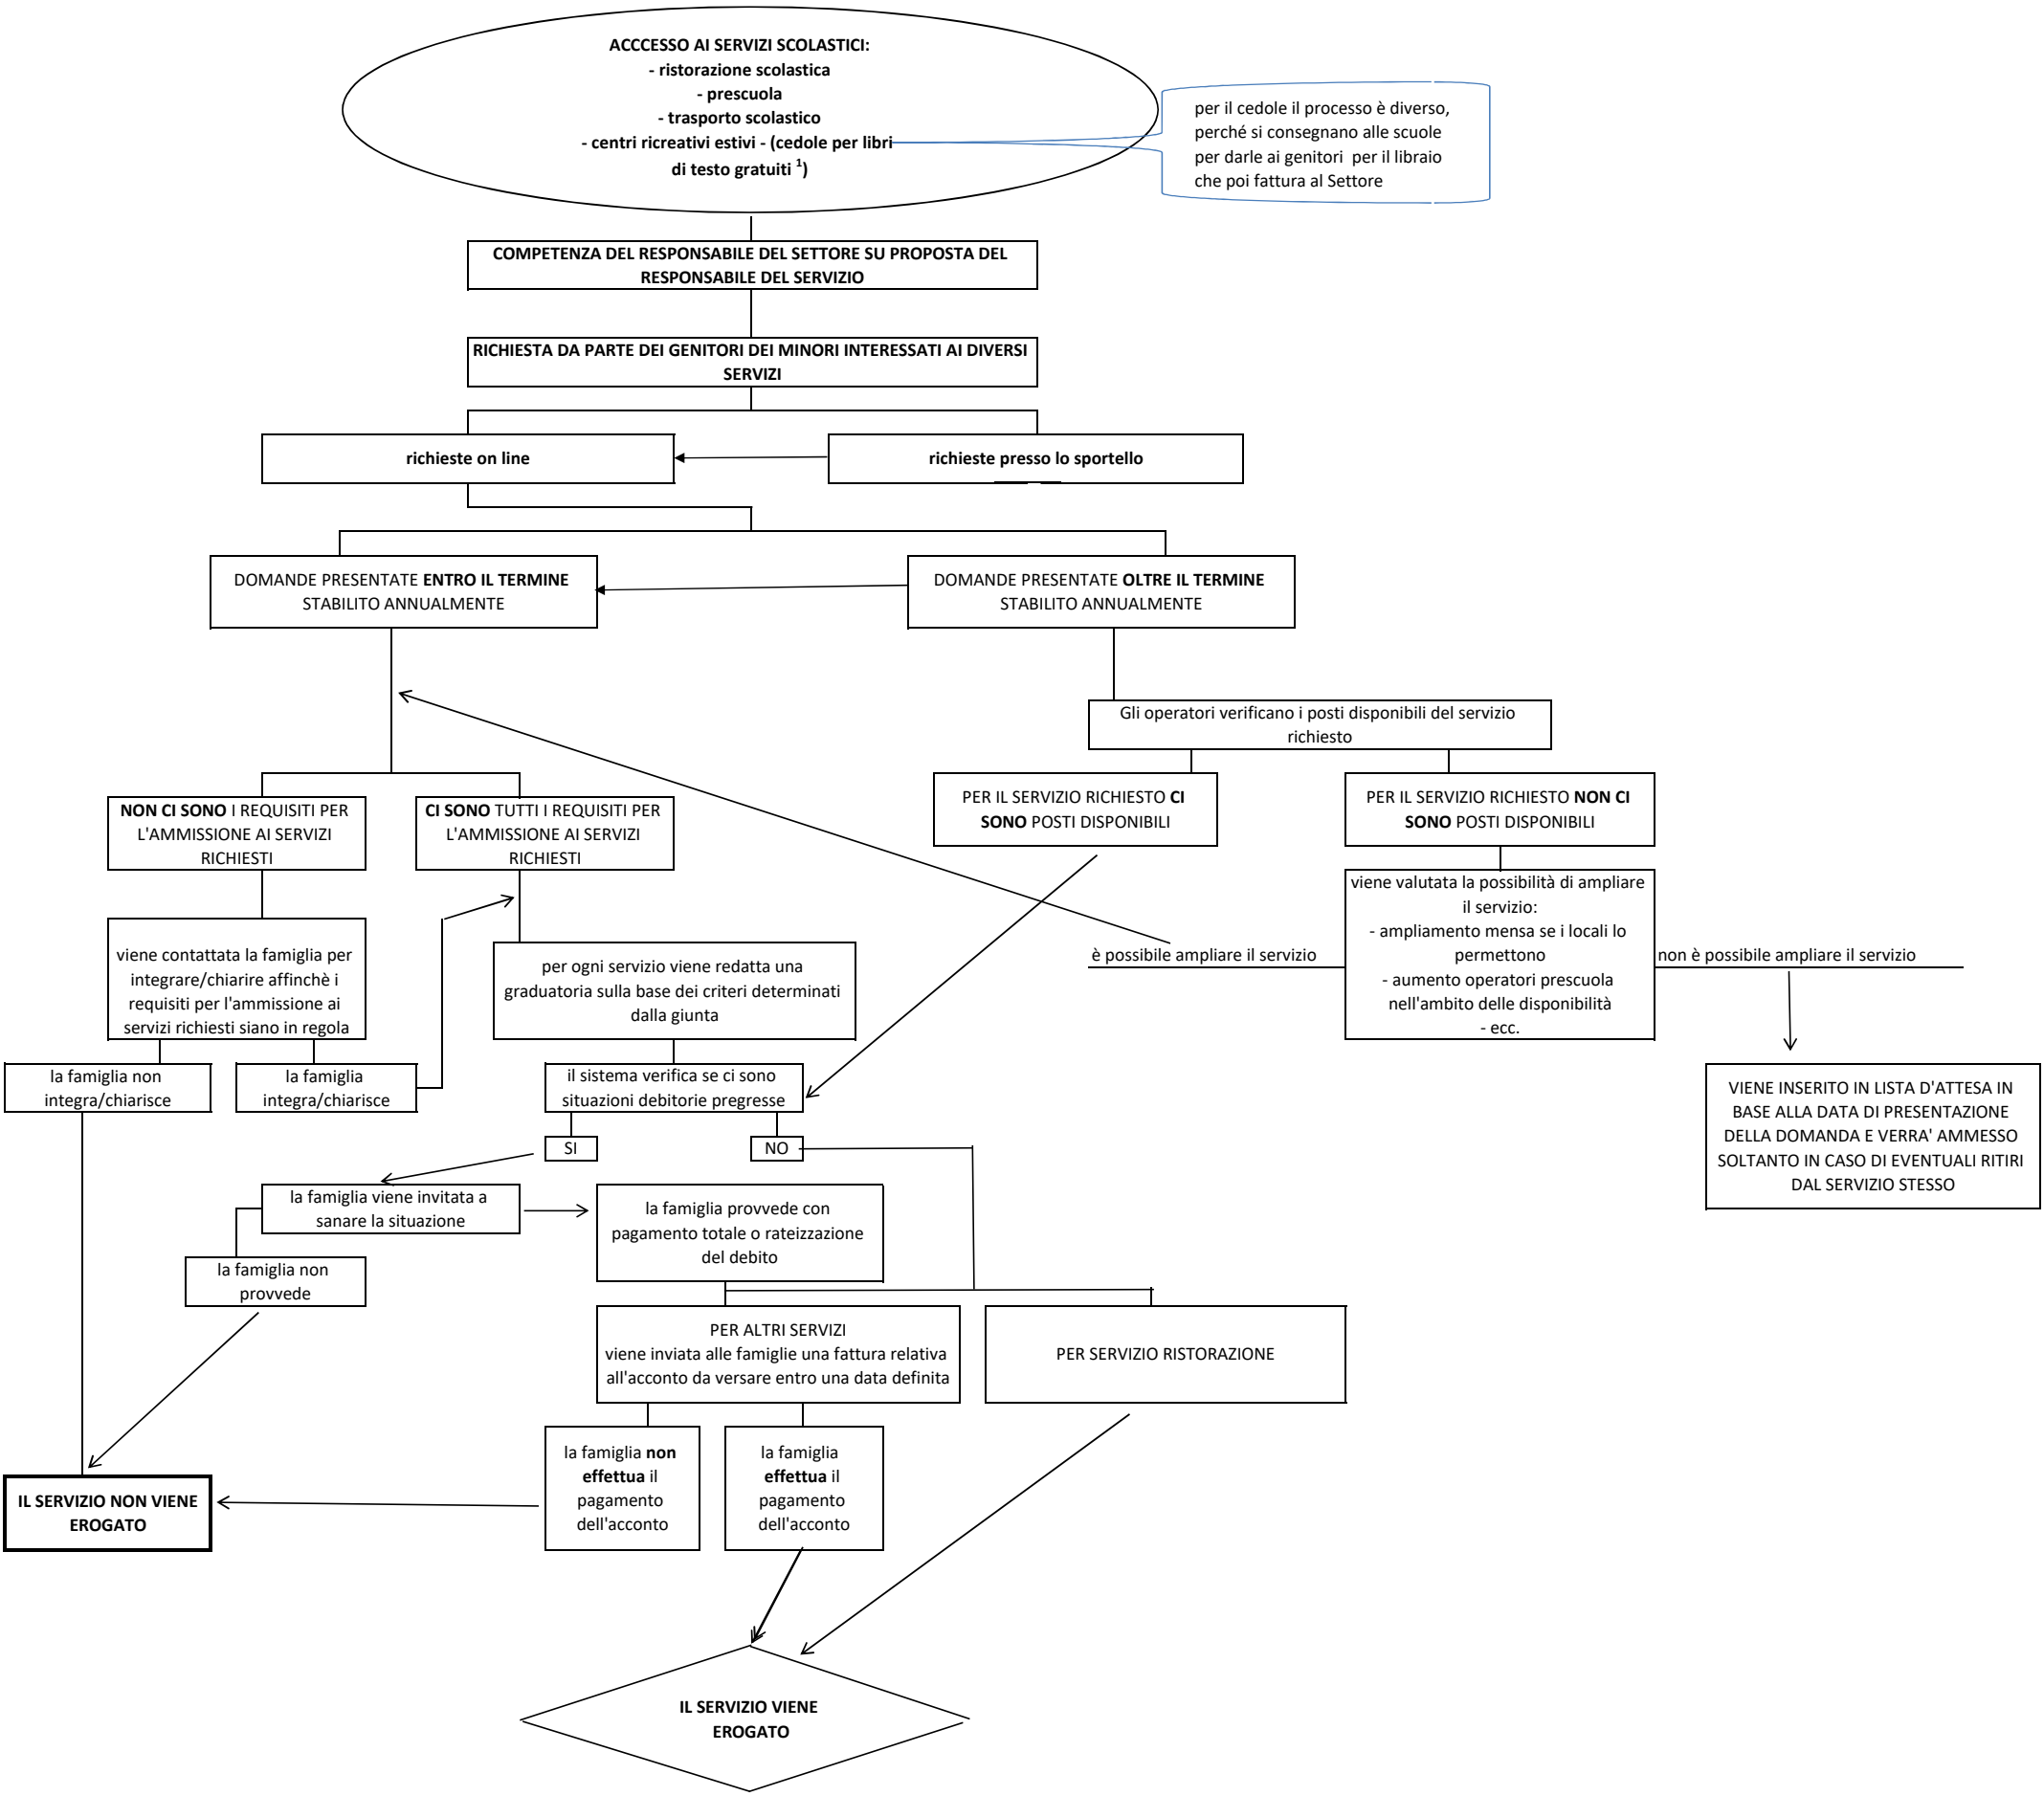 ACCCESSO AI SERVIZI SCOLASTICI:
- ristorazione scolastica
- prescuola
- trasporto scolastico
- centri ricreativi estivi - (cedole per libri
di testo gratuiti ¹)
per il cedole il processo è diverso,
perché si consegnano alle scuole
per darle ai genitori per il libraio
che poi fattura al Settore
COMPETENZA DEL RESPONSABILE DEL SETTORE SU PROPOSTA DEL
RESPONSABILE DEL SERVIZIO
RICHIESTA DA PARTE DEI GENITORI DEI MINORI INTERESSATI AI DIVERSI
SERVIZI
richieste on line
richieste presso lo sportello
DOMANDE PRESENTATE ENTRO IL TERMINE
STABILITO ANNUALMENTE
DOMANDE PRESENTATE OLTRE IL TERMINE
STABILITO ANNUALMENTE
Gli operatori verificano i posti disponibili del servizio
richiesto
NON CI SONO I REQUISITI PER
L'AMMISSIONE AI SERVIZI
RICHIESTI
CI SONO TUTTI I REQUISITI PER
L'AMMISSIONE AI SERVIZI
RICHIESTI
PER IL SERVIZIO RICHIESTO CI
SONO POSTI DISPONIBILI
PER IL SERVIZIO RICHIESTO NON CI
SONO POSTI DISPONIBILI
viene contattata la famiglia per
integrare/chiarire affinchè i
requisiti per l'ammissione ai
servizi richiesti siano in regola
per ogni servizio viene redatta una
graduatoria sulla base dei criteri determinati
dalla giunta
è possibile ampliare il servizio
viene valutata la possibilità di ampliare
il servizio:
- ampliamento mensa se i locali lo
permettono
- aumento operatori prescuola
nell'ambito delle disponibilità
- ecc.
non è possibile ampliare il servizio
la famiglia non
integra/chiarisce
la famiglia
integra/chiarisce
il sistema verifica se ci sono
situazioni debitorie pregresse
VIENE INSERITO IN LISTA D'ATTESA IN
BASE ALLA DATA DI PRESENTAZIONE
DELLA DOMANDA E VERRA' AMMESSO
SOLTANTO IN CASO DI EVENTUALI RITIRI
DAL SERVIZIO STESSO
SI
NO
la famiglia viene invitata a
sanare la situazione
la famiglia provvede con
pagamento totale o rateizzazione
del debito
la famiglia non
provvede
PER ALTRI SERVIZI
viene inviata alle famiglie una fattura relativa
all'acconto da versare entro una data definita
PER SERVIZIO RISTORAZIONE
la famiglia non
effettua il
pagamento
dell'acconto
la famiglia
effettua il
pagamento
dell'acconto
IL SERVIZIO NON VIENE
EROGATO
IL SERVIZIO VIENE
EROGATO